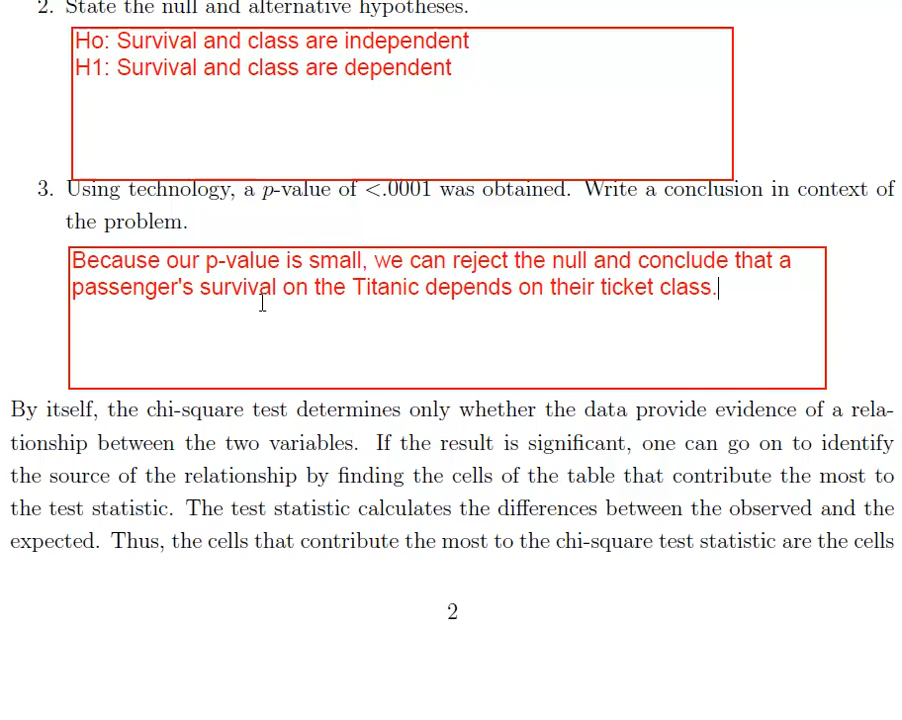 2. State the null and alternative hypotheses.
Ho: Survival and class are independent
H1: Survival and class are dependent
3. Using technology, a p-value of <.0001 was obtained. Write a conclusion in context of
the problem.
Because our p-value is small, we can reject the null and conclude that a
passenger's survival on the Titanic depends on their ticket class.
By itself, the chi-square test determines only whether the data provide evidence of a rela-
tionship between the two variables. If the result is significant, one can go on to identify
the source of the relationship by finding the cells of the table that contribute the most to
the test statistic. The test statistic calculates the differences between the observed and the
expected. Thus, the cells that contribute the most to the chi-square test statistic are the cells
2